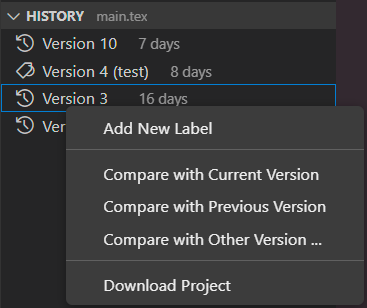 HISTORY main.tex
Version 10 7 days
Version 4 (test) 8 days
Version 3 16 days
Ver
Add New Label
Compare with Current Version
Compare with Previous Version
Compare with Other Version ...
Download Project